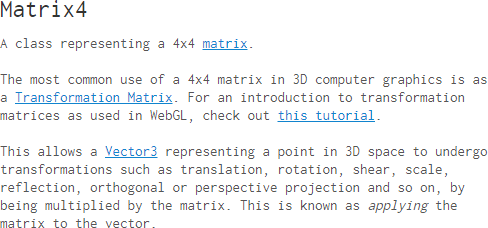 Matrix4
A class representing a 4x4 matrix.
The most common use of a 4x4 matrix in 3D computer graphics is as
a Transformation Matrix. For an introduction to transformation
matrices as used in WebGL, check out this tutorial.
This allows a Vector3 representing a point in 3D space to undergo
transformations such as translation, rotation, shear, scale,
reflection, orthogonal or perspective projection and so on, by
being multiplied by the matrix. This is known as applying the
matrix to the vector.